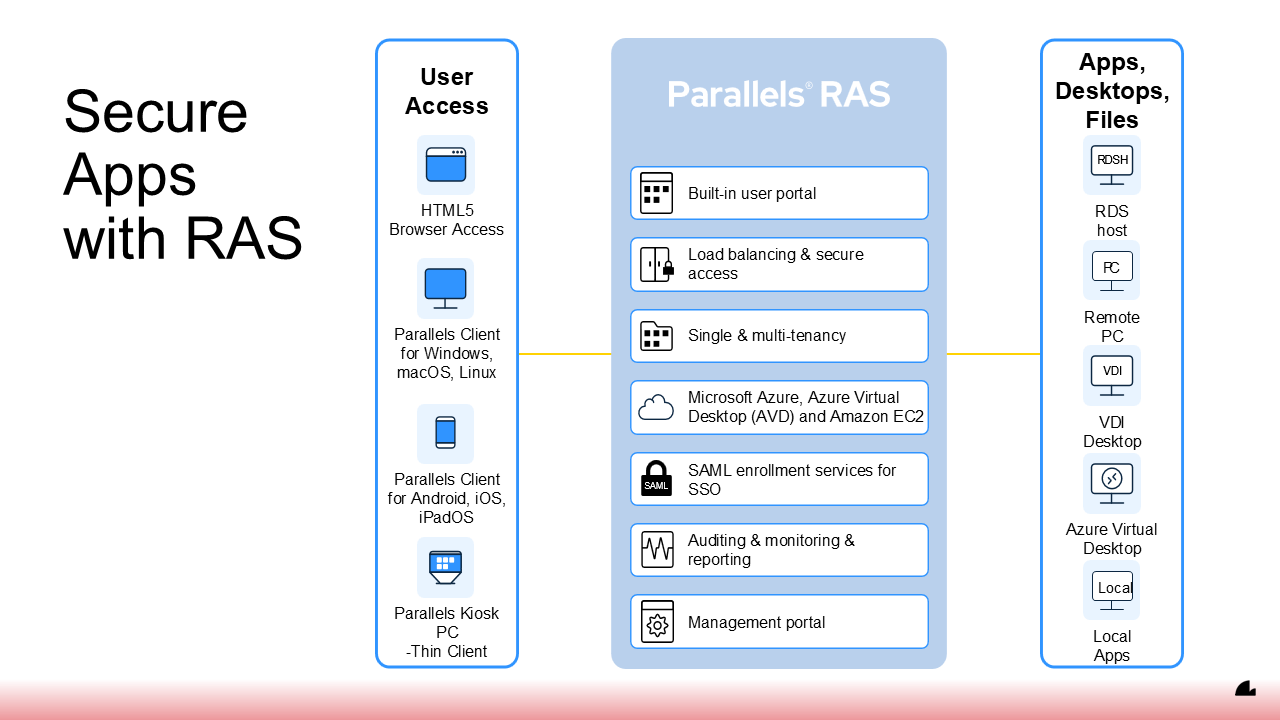 Secure
Apps
with RAS
User
Access
HTML5
Browser Access
Parallels Client
for Windows,
macOS, Linux
Parallels Client
for Android, iOS,
iPadOS
Parallels Kiosk
PC
-Thin Client
Parallels® RAS
Built-in user portal
Load balancing & secure
access
Single & multi-tenancy
Microsoft Azure, Azure Virtual
Desktop (AVD) and Amazon EC2
SAML
SAML enrollment services for
SSO
Auditing & monitoring &
reporting
Management portal
Apps,
Desktops,
Files
RDSH
RDS
host
PC
Remote
PC
VDI
VDI
Desktop
Azure Virtual
Desktop
Local
Local
Apps